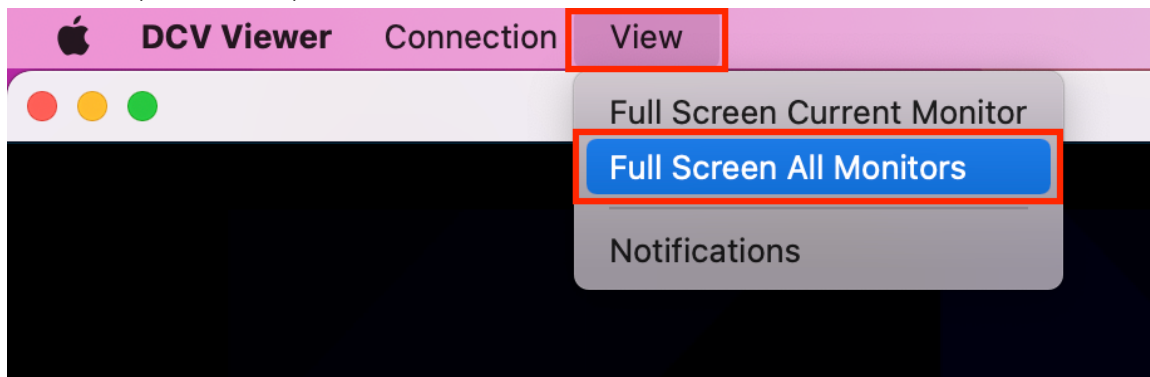 DCV Viewer Connection View
Full Screen Current Monitor
Full Screen All Monitors
Notifications